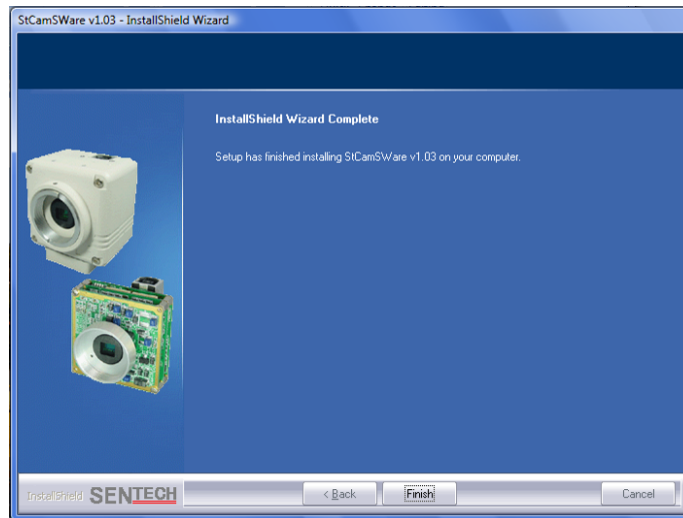 StCamSWare v1.03 - InstallShield Wizard
InstallShield Wizard Complete
Setup has finished installing StCamSWare v1.03 on your computer.
InstallShield SENTECH
< Back Finish Cancel